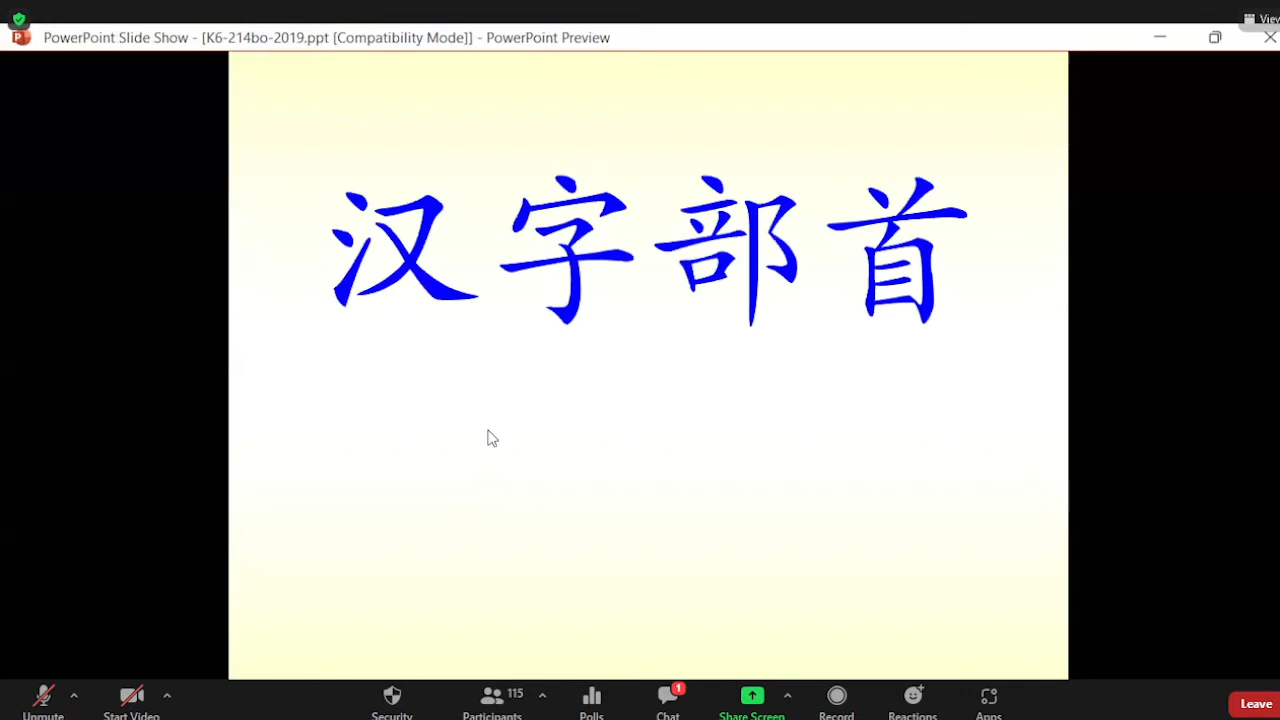 View
PowerPoint Slide Show - [K6-214bo-2019.ppt [Compatibility Mode]] - PowerPoint Preview
汉字部首
115
1
Unmute
Start Video
Security
Participants
Polls
Chat
Share Screen
Record
Reactions
Apps
Leave